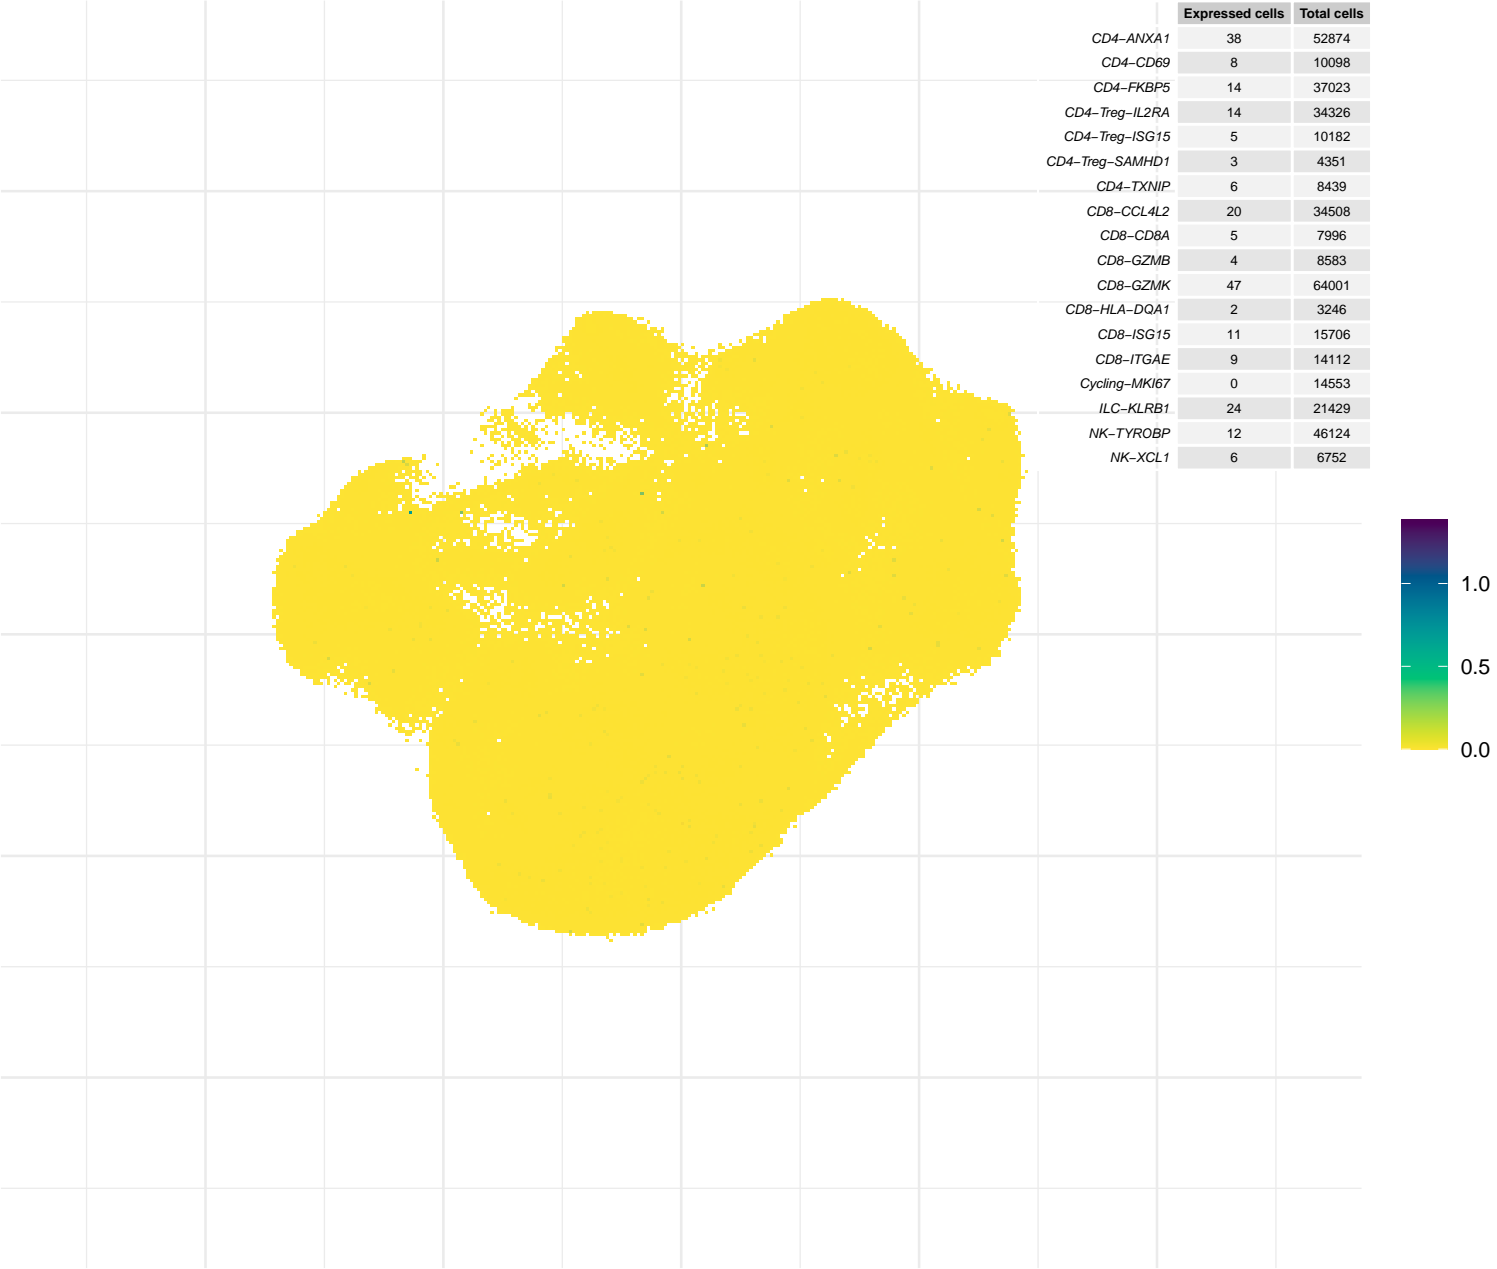 Expressed cells Total cells
CD4−ANXA1 38 52874
CD4−CD69 8 10098
CD4−FKBP5 14 37023
CD4−Treg−IL2RA 14 34326
CD4−Treg−ISG15 5 10182
CD4−Treg−SAMHD1 3 4351
CD4−TXNIP 6 8439
CD8−CCL4L2 20 34508
CD8−CD8A 5 7996
CD8−GZMB 4 8583
CD8−GZMK 47 64001
CD8−HLA−DQA1 2 3246
CD8−ISG15 11 15706
CD8−ITGAE 9 14112
Cycling−MKI67 0 14553
ILC−KLRB1 24 21429
NK−TYROBP 12 46124
NK−XCL1 6 6752
1.0
0.5
0.0